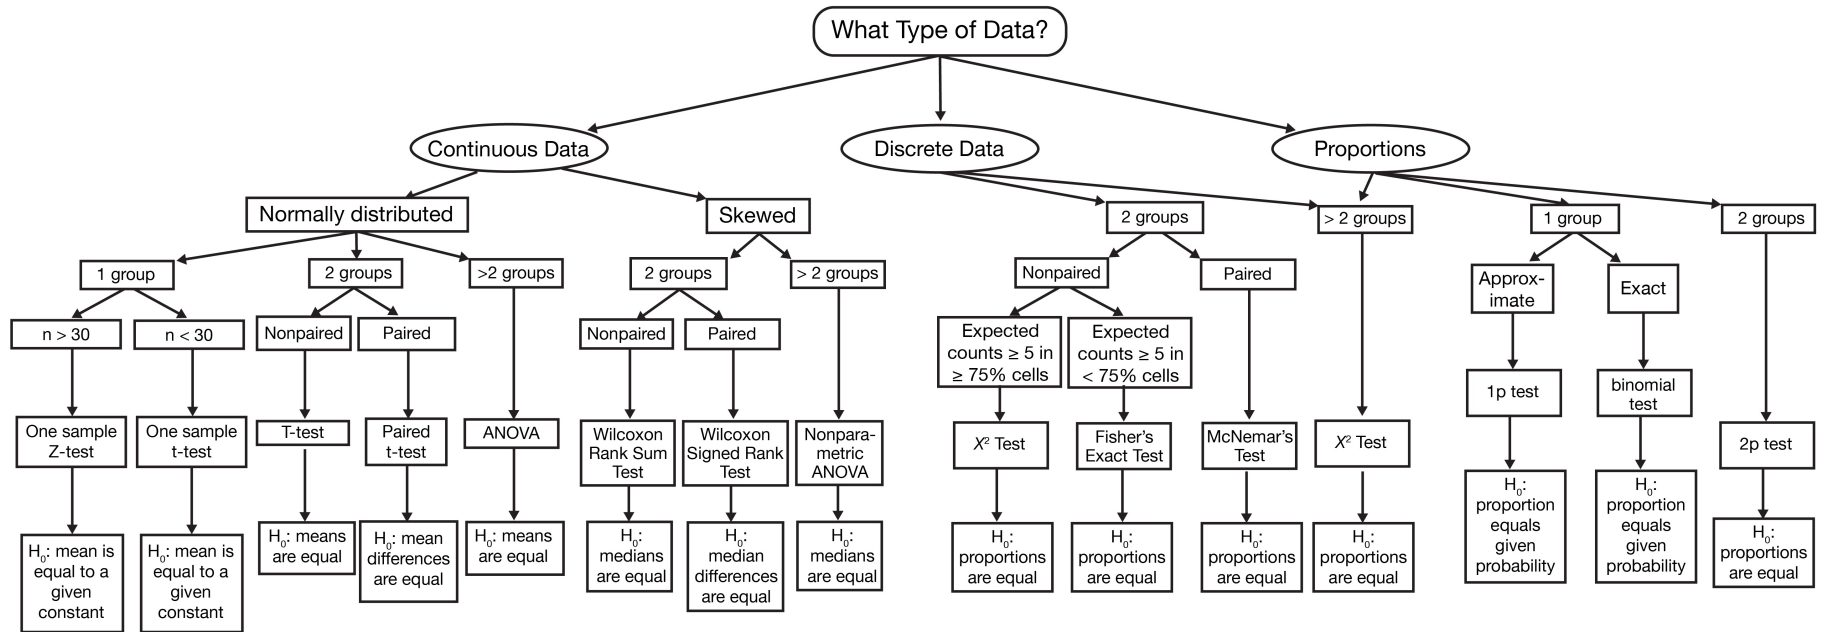 What Type of Data?
Continuous Data
Discrete Data
Proportions
Normally distributed
Skewed
2 groups
> 2 groups
1 group
2 groups
1 group
2 groups
>2 groups
2 groups
> 2 groups
Nonpaired
Paired
Approx-
imate
Exact
n > 30
n < 30
Nonpaired
Paired
Nonpaired
Paired
Expected
counts ≥ 5 in
≥ 75% cells
Expected
counts ≥ 5 in
< 75% cells
1p test
binomial
test
One sample
Z-test
One sample
t-test
T-test
Paired
t-test
ANOVA
Wilcoxon
Rank Sum
Test
Wilcoxon
Signed Rank
Test
Nonpara-
metric
ANOVA
X² Test
Fisher's
Exact Test
McNemar's
Test
X² Test
2p test
H₀: mean is
equal to a
given
constant
H₀: mean is
equal to a
given
constant
H₀: means
are equal
H₀: mean
differences
are equal
H₀: means
are equal
H₀:
medians
are equal
H₀:
median
differences
are equal
H₀:
medians
are equal
H₀:
proportions
are equal
H₀:
proportions
are equal
H₀:
proportions
are equal
H₀:
proportions
are equal
H₀:
proportion
equals
given
probability
H₀:
proportion
equals
given
probability
H₀:
proportions
are equal